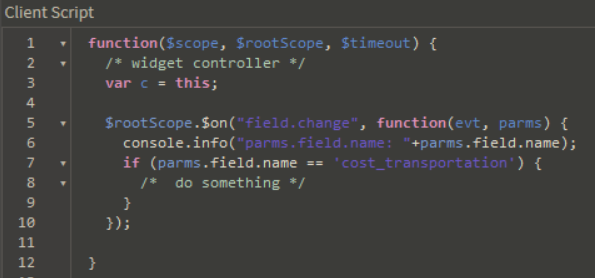 Client Script
1 function($scope, $rootScope, $timeout) {
2 /* widget controller */
3 var c = this;
4
5 $rootScope.$on("field.change", function(evt, parms) {
6 console.info("parms.field.name: "+parms.field.name);
7 if (parms.field.name == 'cost_transportation') {
8 /*  do something */
9 }
10 });
11
12 }